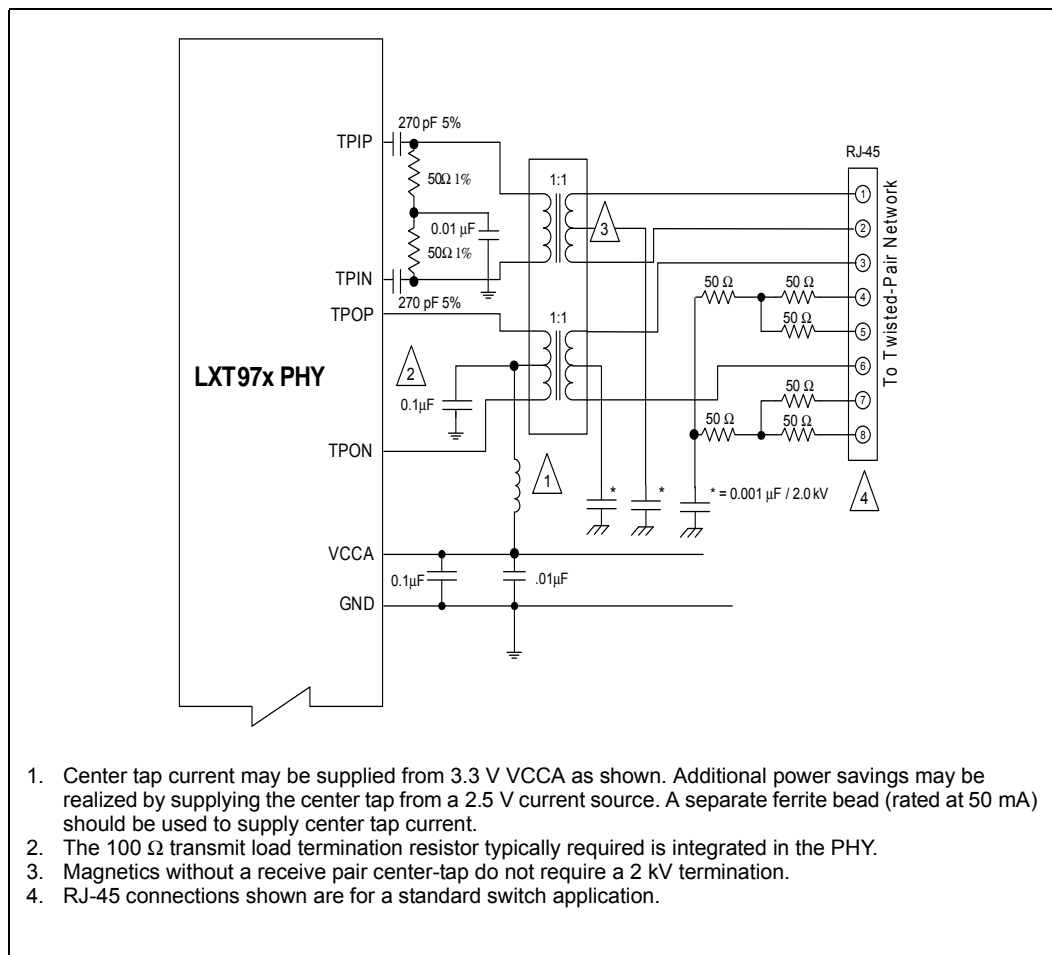 270 pF 5%
TPIP
RJ-45
50Ω 1%
1:1
1
3
2
0.01 µF
50Ω 1%
3
50 Ω
50 Ω
4
TPIN
270 pF 5%
50 Ω
5
TPOP
1:1
6
LXT97x PHY
2
50 Ω
7
0.1µF
50 Ω
50 Ω
8
To Twisted-Pair Network
TPON
1
*
*
* = 0.001 µF / 2.0 kV
4
VCCA
0.1µF
.01µF
GND
1. Center tap current may be supplied from 3.3 V VCCA as shown. Additional power savings may be
realized by supplying the center tap from a 2.5 V current source. A separate ferrite bead (rated at 50 mA)
should be used to supply center tap current.
2. The 100 Ω transmit load termination resistor typically required is integrated in the PHY.
3. Magnetics without a receive pair center-tap do not require a 2 kV termination.
4. RJ-45 connections shown are for a standard switch application.